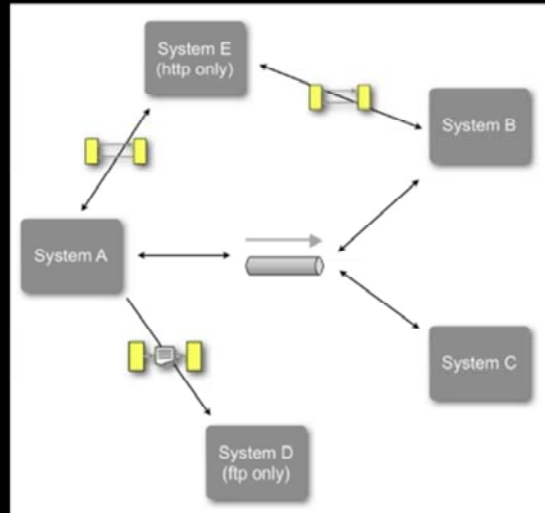 System E
(http only)
System B
System A
System C
System D
(ftp only)